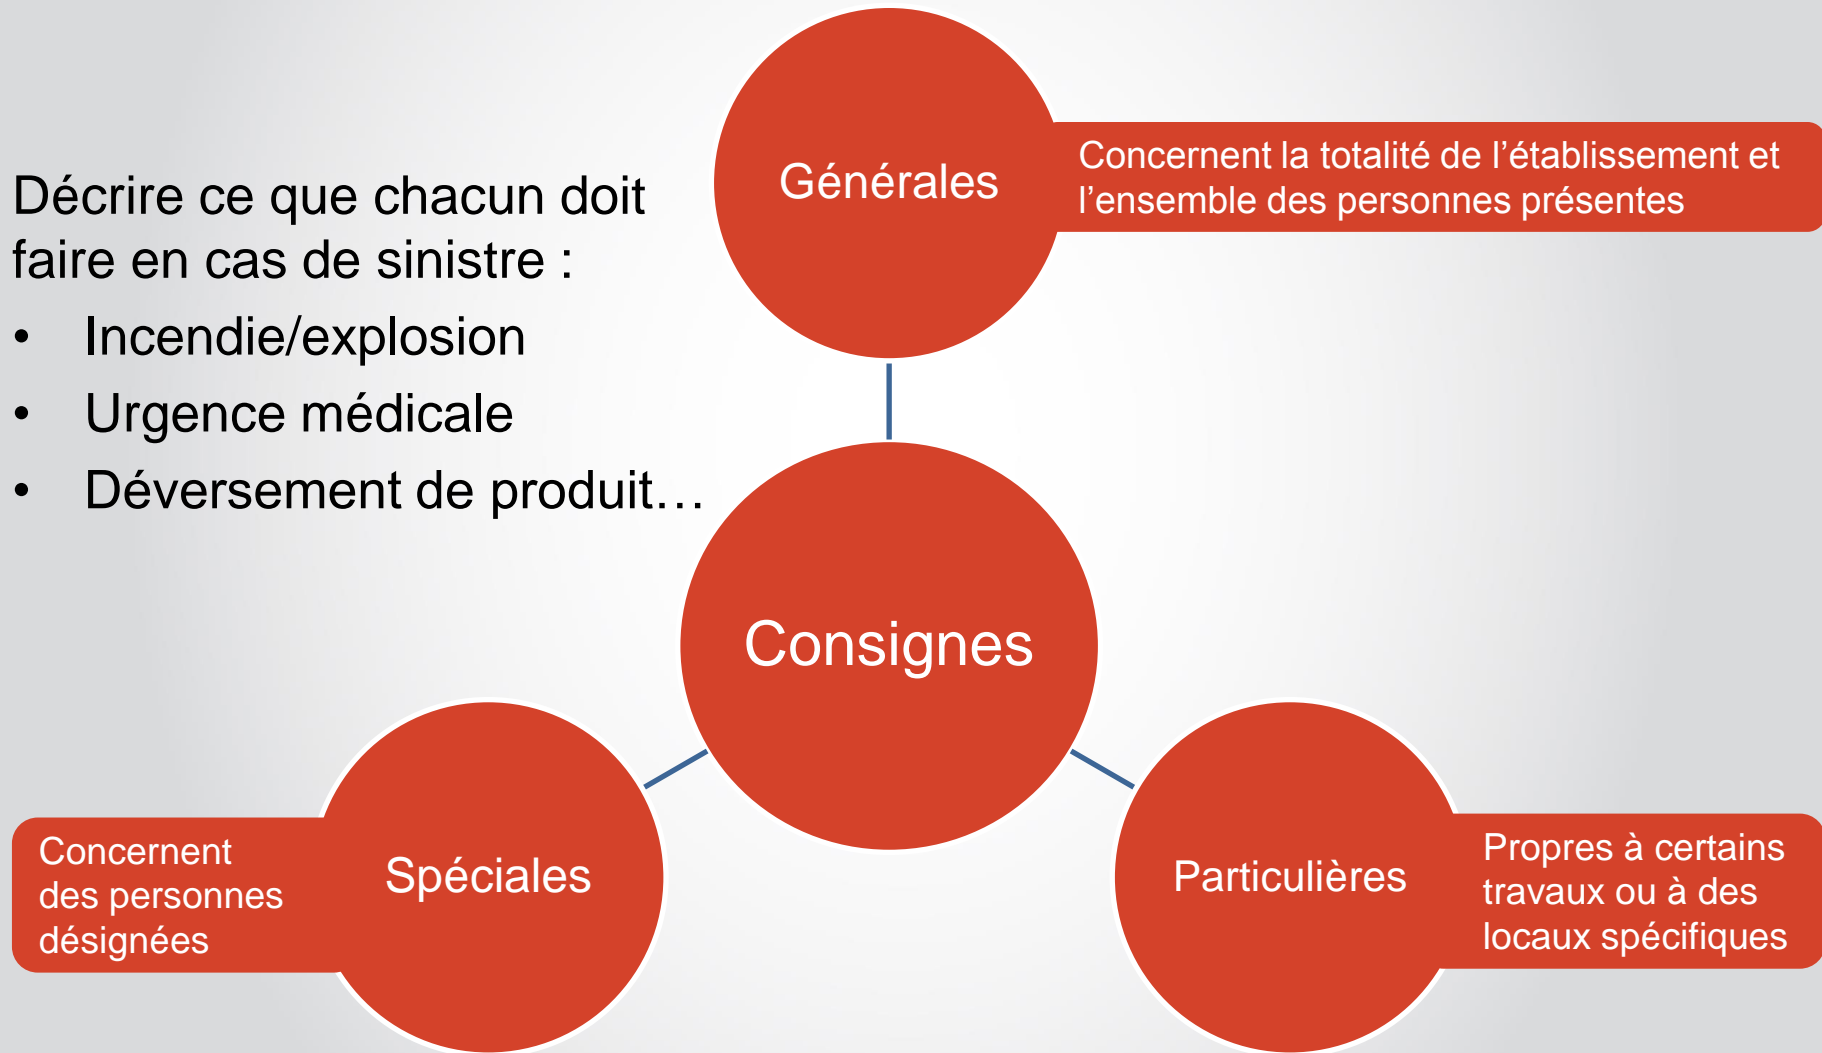 Décrire ce que chacun doit
faire en cas de sinistre :
• Incendie/explosion
• Urgence médicale
• Déversement de produit…
Générales
Concernent la totalité de l’établissement et
l’ensemble des personnes présentes
Consignes
Spéciales
Concernent
des personnes
désignées
Particulières
Propres à certains
travaux ou à des
locaux spécifiques